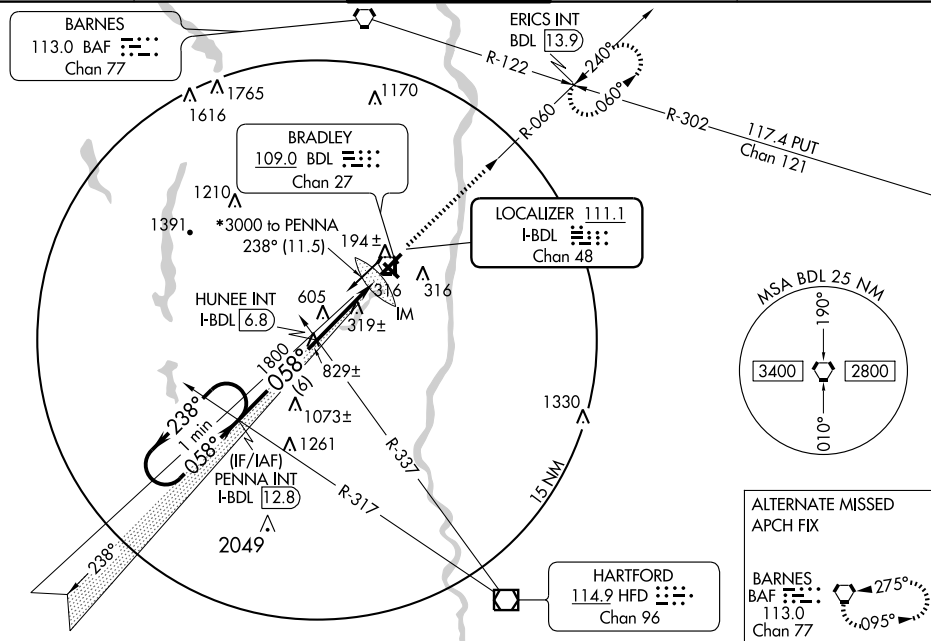 BARNES
113.0 BAF
Chan 77
ERICS INT
BDL 13.9
R-122
240°
060°
R-060
R-302
117.4 PUT
Chan 121
1765
1616
1170
BRADLEY
109.0 BDL
Chan 27
1210
1391
*3000 to PENNA
238° (11.5)
194±
LOCALIZER 111.1
I-BDL
Chan 48
316
316
IM
HUNEE INT
I-BDL 6.8
605
319±
1800
058°
(6)
829±
MSA BDL 25 NM
190°
3400
2800
010°
238°
1 min
058°
1073±
1261
1330
(IF/IAF)
PENNA INT
I-BDL 12.8
R-337
R-317
15 NM
2049
238°
HARTFORD
114.9 HFD
Chan 96
ALTERNATE MISSED
APCH FIX
BARNES
BAF
113.0
Chan 77
275°
095°